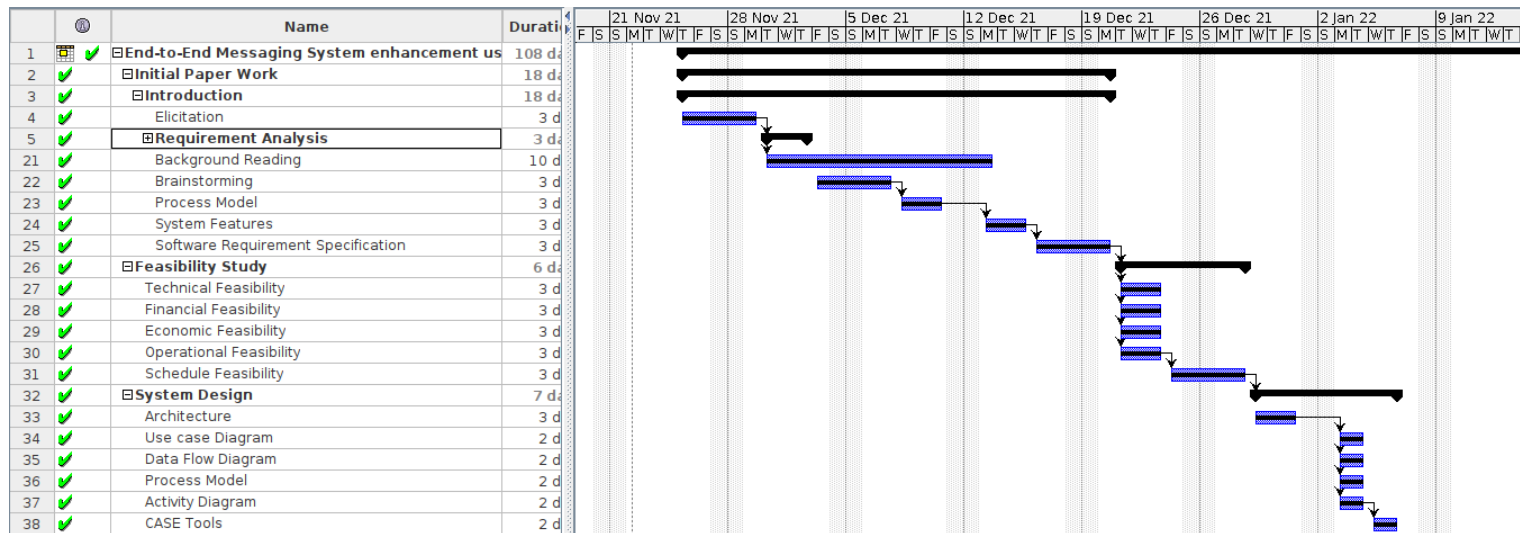 Name Durati
21 Nov 21 28 Nov 21 5 Dec 21 12 Dec 21 19 Dec 21 26 Dec 21 2 Jan 22 9 Jan 22
F S S M T W T F S S M T W T F S S M T W T F S S M T W T F S S M T W T F S S M T W T F S S M T W T F S S M T W T
1 End-to-End Messaging System enhancement us 108 da
2 Initial Paper Work 18 da
3 Introduction 18 da
4 Elicitation 3 d
5 Requirement Analysis 3 da
21 Background Reading 10 d
22 Brainstorming 3 d
23 Process Model 3 d
24 System Features 3 d
25 Software Requirement Specification 3 d
26 Feasibility Study 6 da
27 Technical Feasibility 3 d
28 Financial Feasibility 3 d
29 Economic Feasibility 3 d
30 Operational Feasibility 3 d
31 Schedule Feasibility 3 d
32 System Design 7 da
33 Architecture 3 d
34 Use case Diagram 2 d
35 Data Flow Diagram 2 d
36 Process Model 2 d
37 Activity Diagram 2 d
38 CASE Tools 2 d